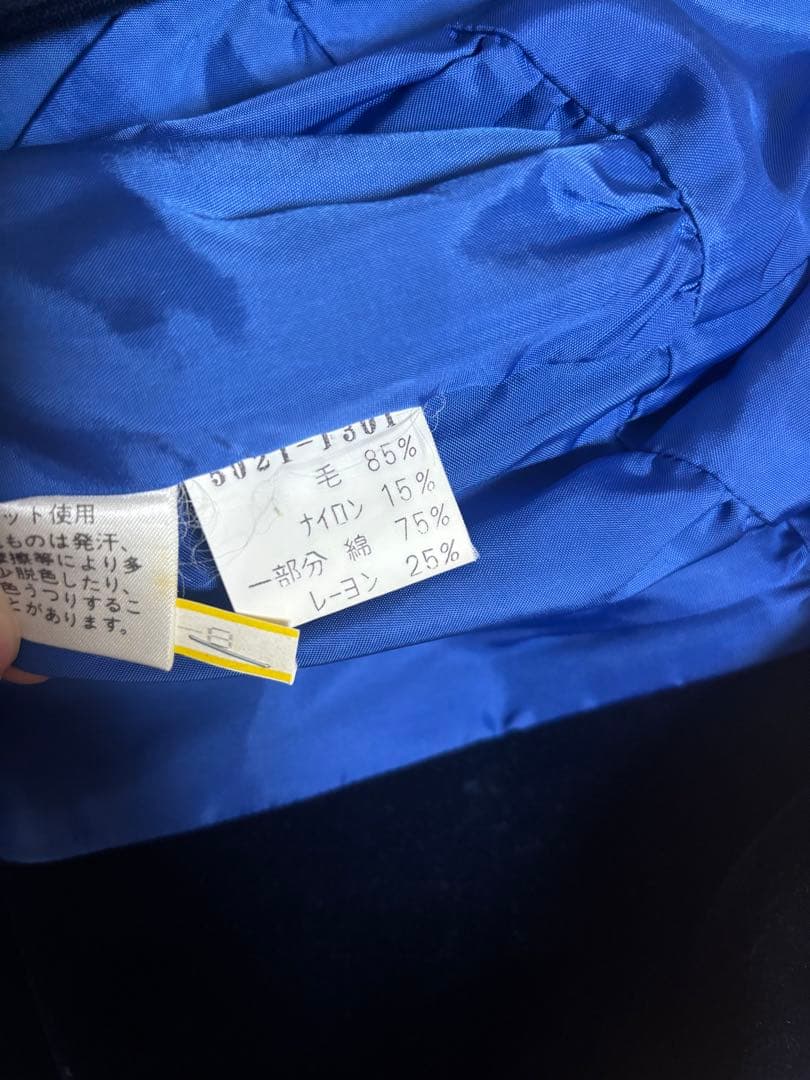 5021-1301
毛 85%
ナイロン 15%
一部分 綿 75%
レーヨン 25%
ット使用
ものは発汗、
擦等により多
少脱色したり、
色うつりするこ
とがあります。